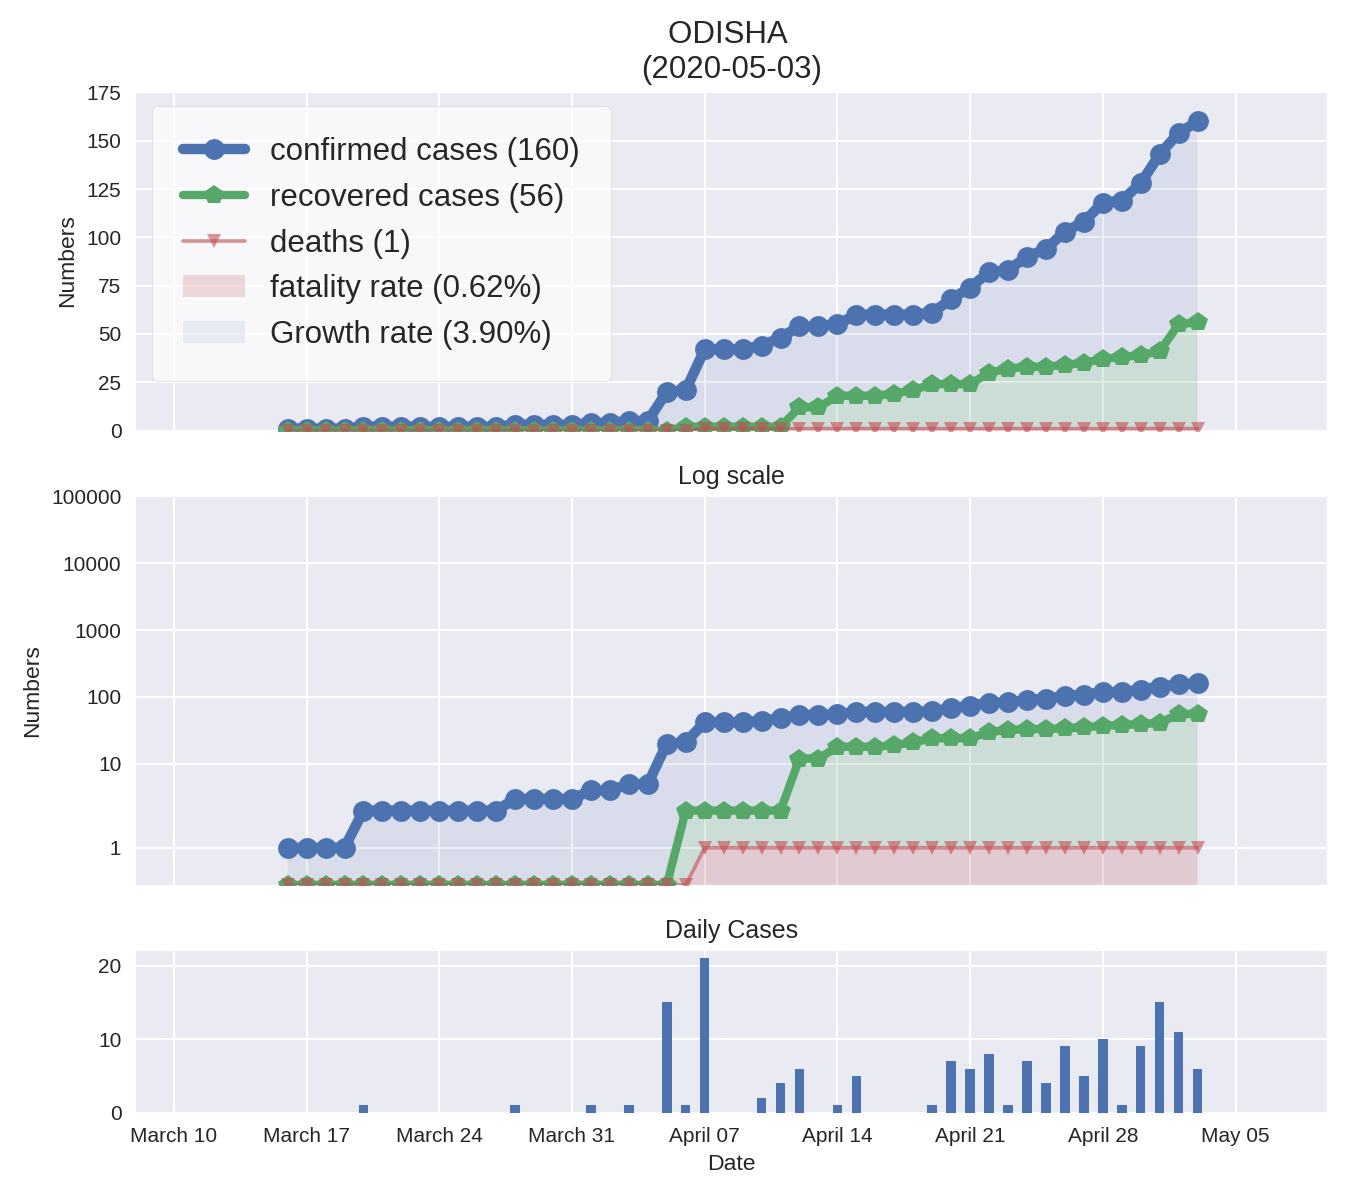 ODISHA
(2020-05-03)
175
150
125
100
75
50
25
0
Numbers
confirmed cases (160)
recovered cases (56)
deaths (1)
fatality rate (0.62%)
Growth rate (3.90%)
Log scale
100000
10000
1000
100
10
1
Numbers
Daily Cases
20
10
0
March 10 March 17 March 24 March 31 April 07 April 14 April 21 April 28 May 05
Date